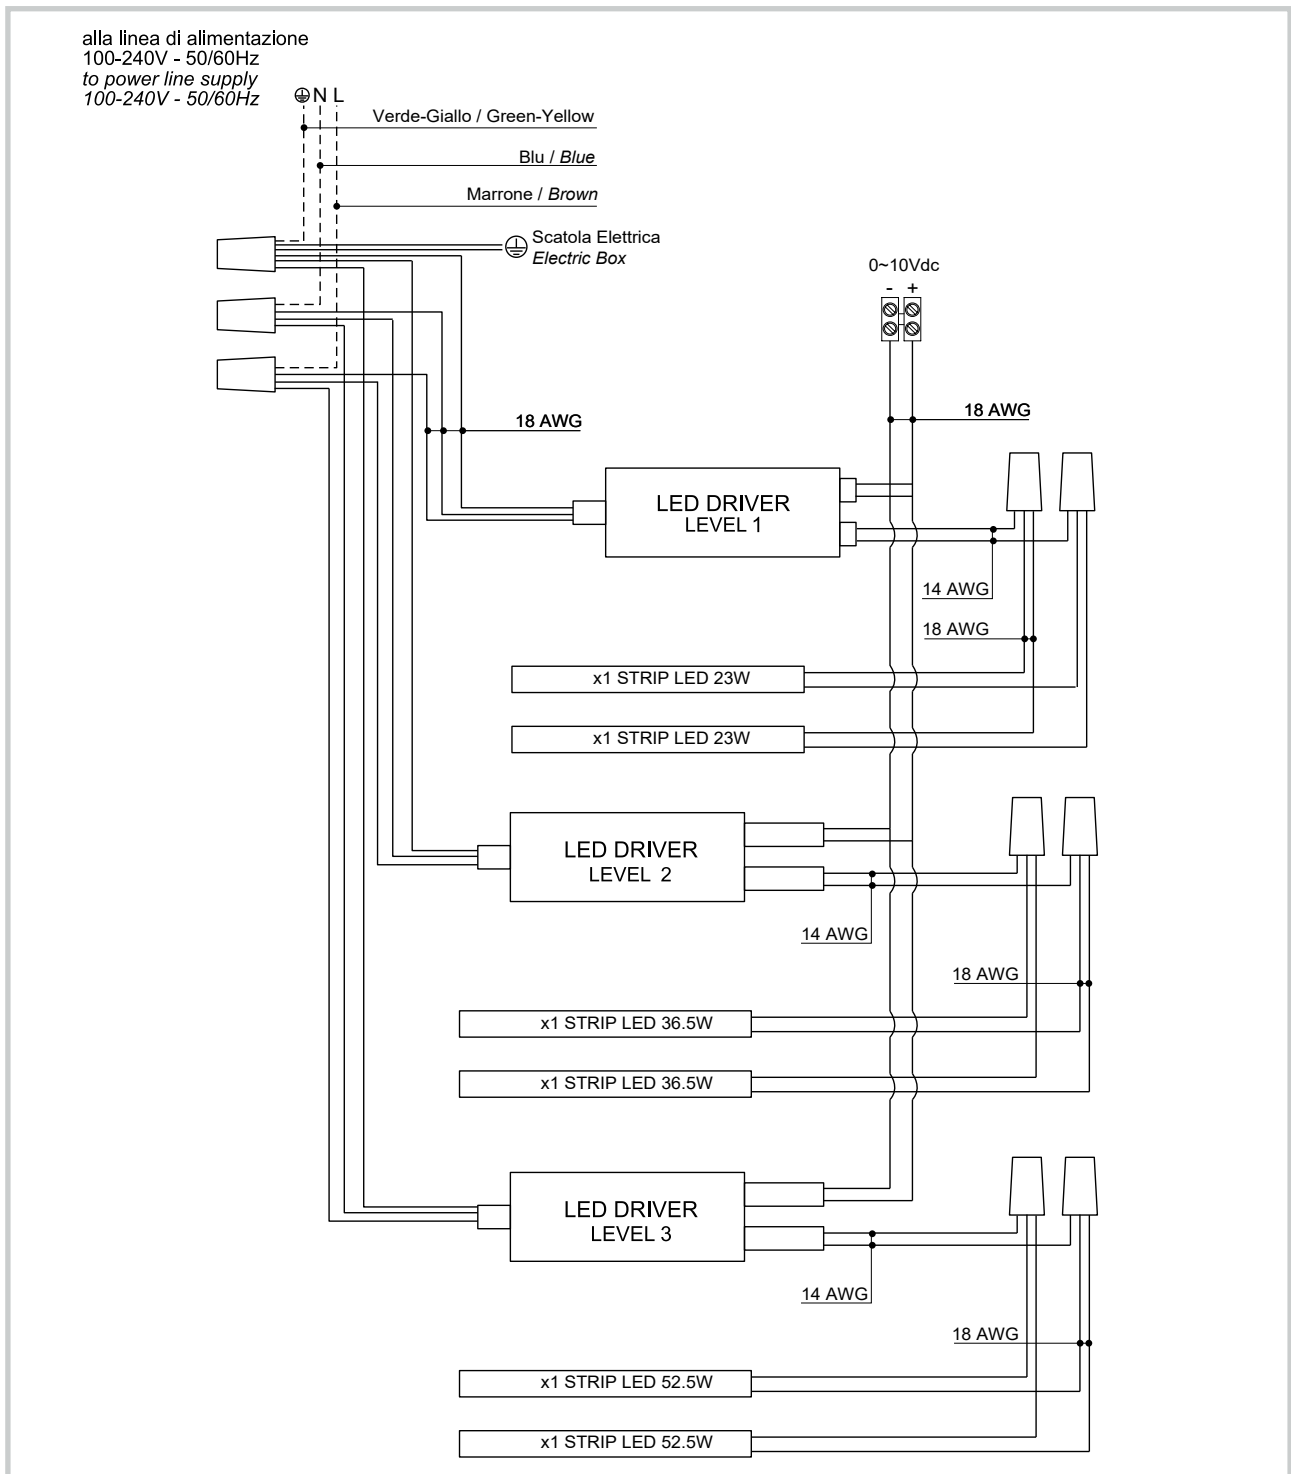 alla linea di alimentazione
100-240V - 50/60Hz
to power line supply
100-240V - 50/60Hz
N L
Verde-Giallo / Green-Yellow
Blu / Blue
Marrone / Brown
Scatola Elettrica
Electric Box
0~10Vdc
- +
18 AWG
18 AWG
LED DRIVER
LEVEL 1
14 AWG
18 AWG
x1 STRIP LED 23W
x1 STRIP LED 23W
LED DRIVER
LEVEL 2
14 AWG
18 AWG
x1 STRIP LED 36.5W
x1 STRIP LED 36.5W
LED DRIVER
LEVEL 3
14 AWG
18 AWG
x1 STRIP LED 52.5W
x1 STRIP LED 52.5W